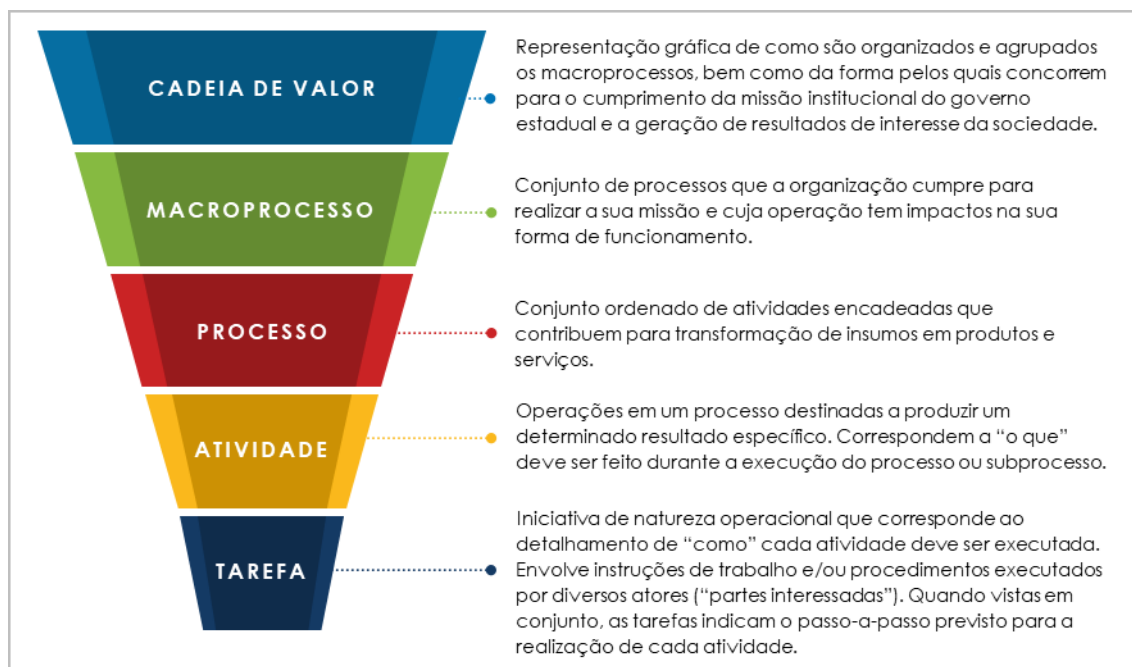 CADEIA DE VALOR
Representação gráfica de como são organizados e agrupados
os macroprocessos, bem como da forma pelos quais concorrem
para o cumprimento da missão institucional do governo
estadual e a geração de resultados de interesse da sociedade.
MACROPROCESSO
Conjunto de processos que a organização cumpre para
realizar a sua missão e cuja operação tem impactos na sua
forma de funcionamento.
PROCESSO
Conjunto ordenado de atividades encadeadas que
contribuem para transformação de insumos em produtos e
serviços.
ATIVIDADE
Operações em um processo destinadas a produzir um
determinado resultado específico. Correspondem a “o que”
deve ser feito durante a execução do processo ou subprocesso.
TAREFA
Iniciativa de natureza operacional que corresponde ao
detalhamento de “como” cada atividade deve ser executada.
Envolve instruções de trabalho e/ou procedimentos executados
por diversos atores (“partes interessadas”). Quando vistas em
conjunto, as tarefas indicam o passo-a-passo previsto para a
realização de cada atividade.